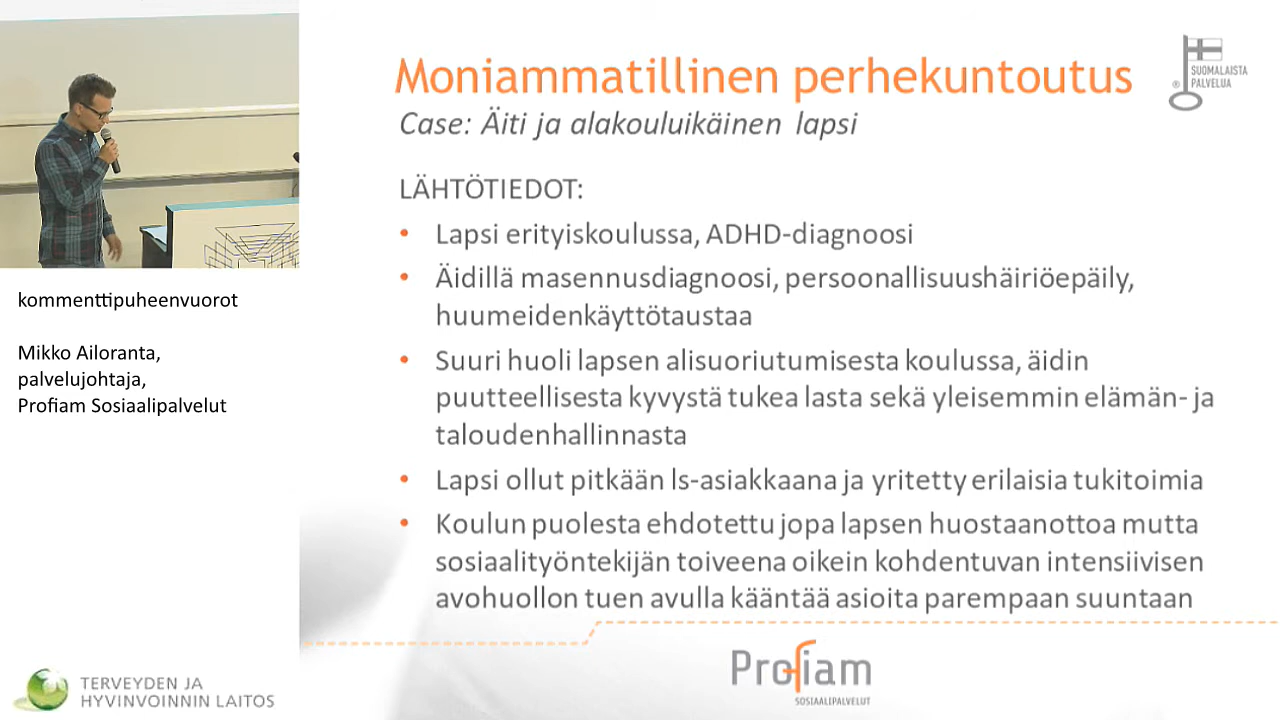 Moniammatillinen perhekuntoutus
Case: Äiti ja alakouluikäinen lapsi
® SUOMALAISTA
PALVELUA
LÄHTÖTIEDOT:
• Lapsi erityiskoulussa, ADHD-diagnoosi
• Äidillä masennusdiagnoosi, persoonallisuushäiriöepäily,
huumeidenkäyttötaustaa
• Suuri huoli lapsen alisuoriutumisesta koulussa, äidin
puutteellisesta kyvystä tukea lasta sekä yleisemmin elämän- ja
taloudenhallinnasta
• Lapsi ollut pitkään ls-asiakkaana ja yritetty erilaisia tukitoimia
• Koulun puolesta ehdotettu jopa lapsen huostaanottoa mutta
sosiaalityöntekijän toiveena oikein kohdentuvan intensiivisen
avohuollon tuen avulla kääntää asioita parempaan suuntaan
kommenttipuheenvuorot
Mikko Ailoranta,
palvelujohtaja,
Profiam Sosiaalipalvelut
TERVEYDEN JA
HYVINVOINNIN LAITOS
Profiam
SOSIAALIPALVELUT